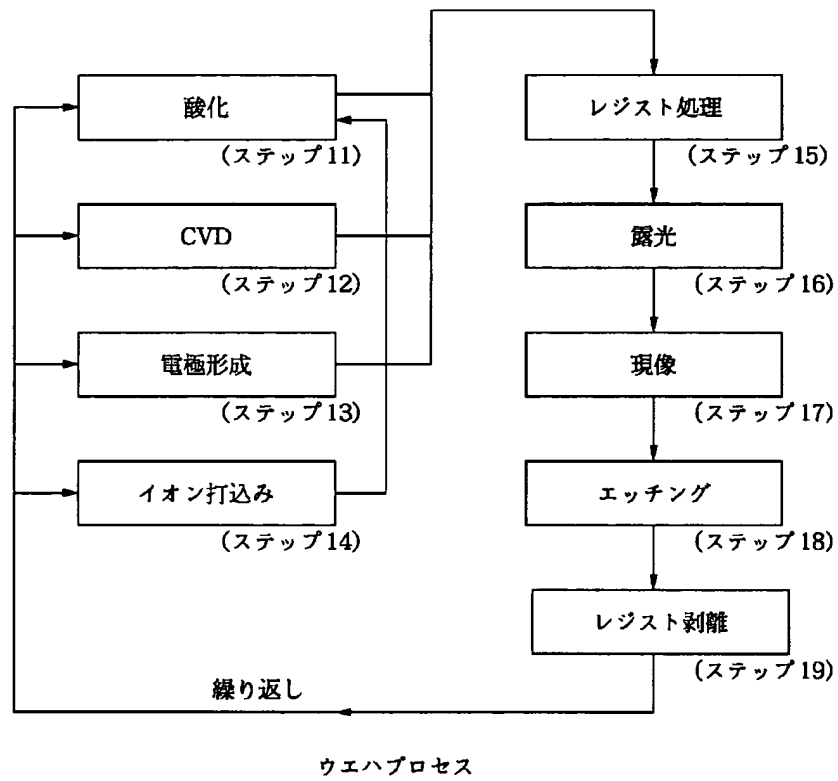 酸化
(ステップ11)
CVD
(ステップ12)
電極形成
(ステップ13)
イオン打込み
(ステップ14)
レジスト処理
(ステップ15)
露光
(ステップ16)
現像
(ステップ17)
エッチング
(ステップ18)
レジスト剥離
(ステップ19)
繰り返し
ウエハプロセス